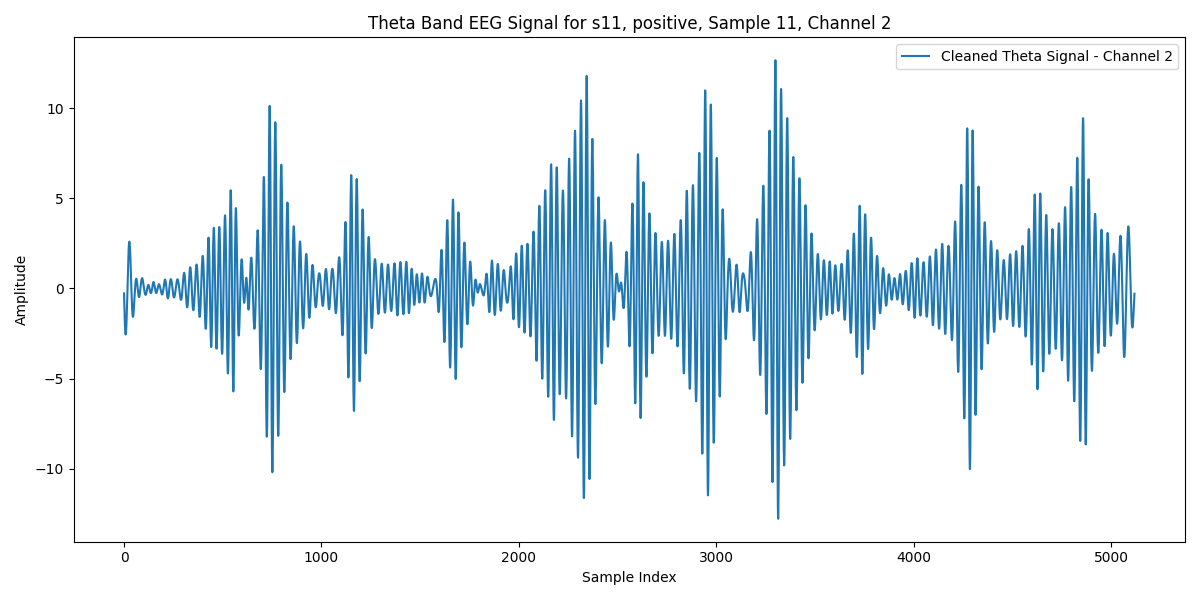 Theta Band EEG Signal for s11, positive, Sample 11, Channel 2
Cleaned Theta Signal - Channel 2
Amplitude
10
5
0
−5
−10
0 1000 2000 3000 4000 5000
Sample Index